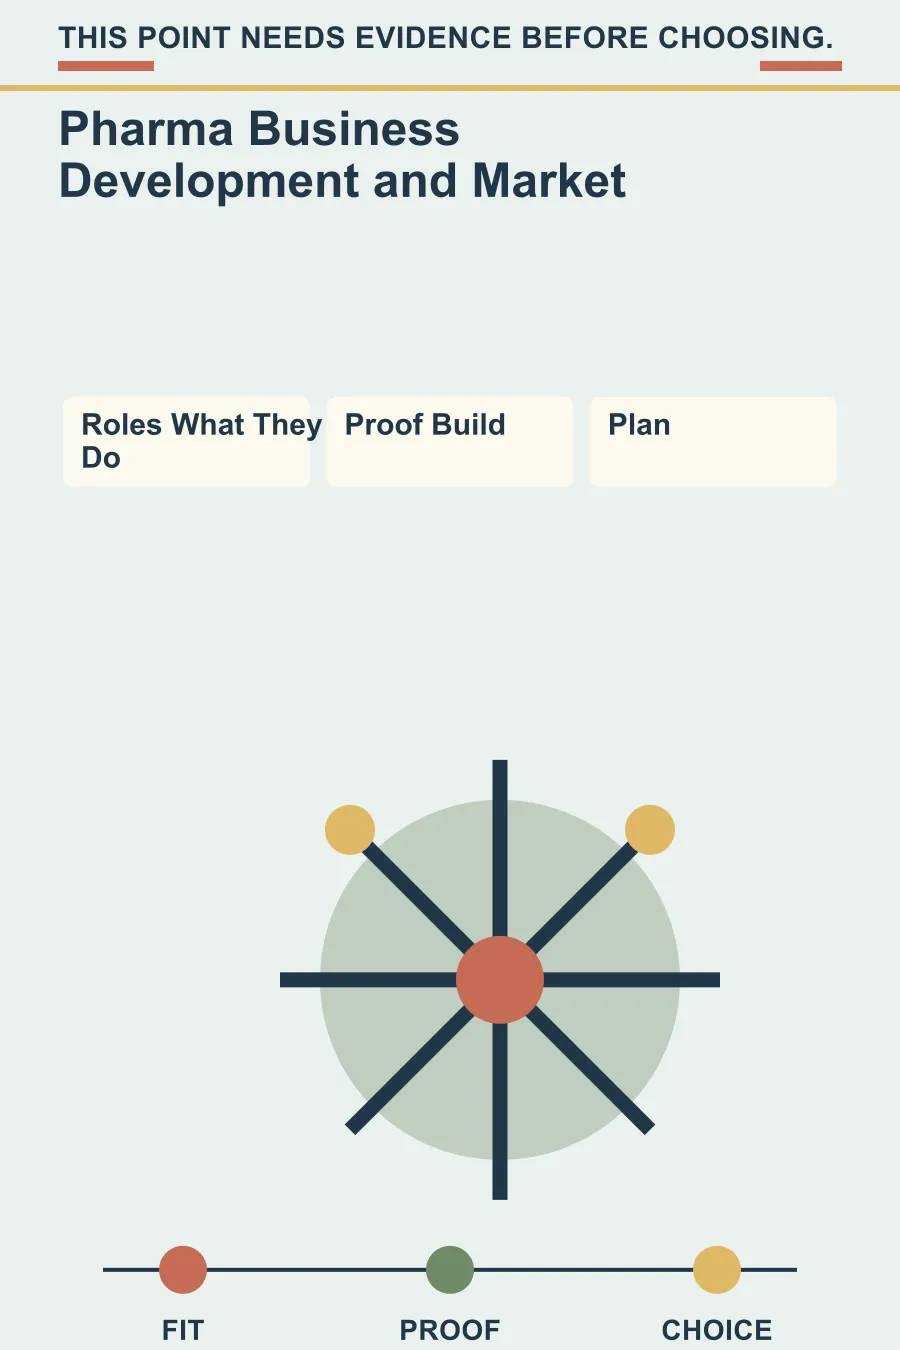 THIS POINT NEEDS EVIDENCE BEFORE CHOOSING.
Pharma Business
Development and Market
Roles What They
Do
Proof Build
Plan
FIT
PROOF
CHOICE